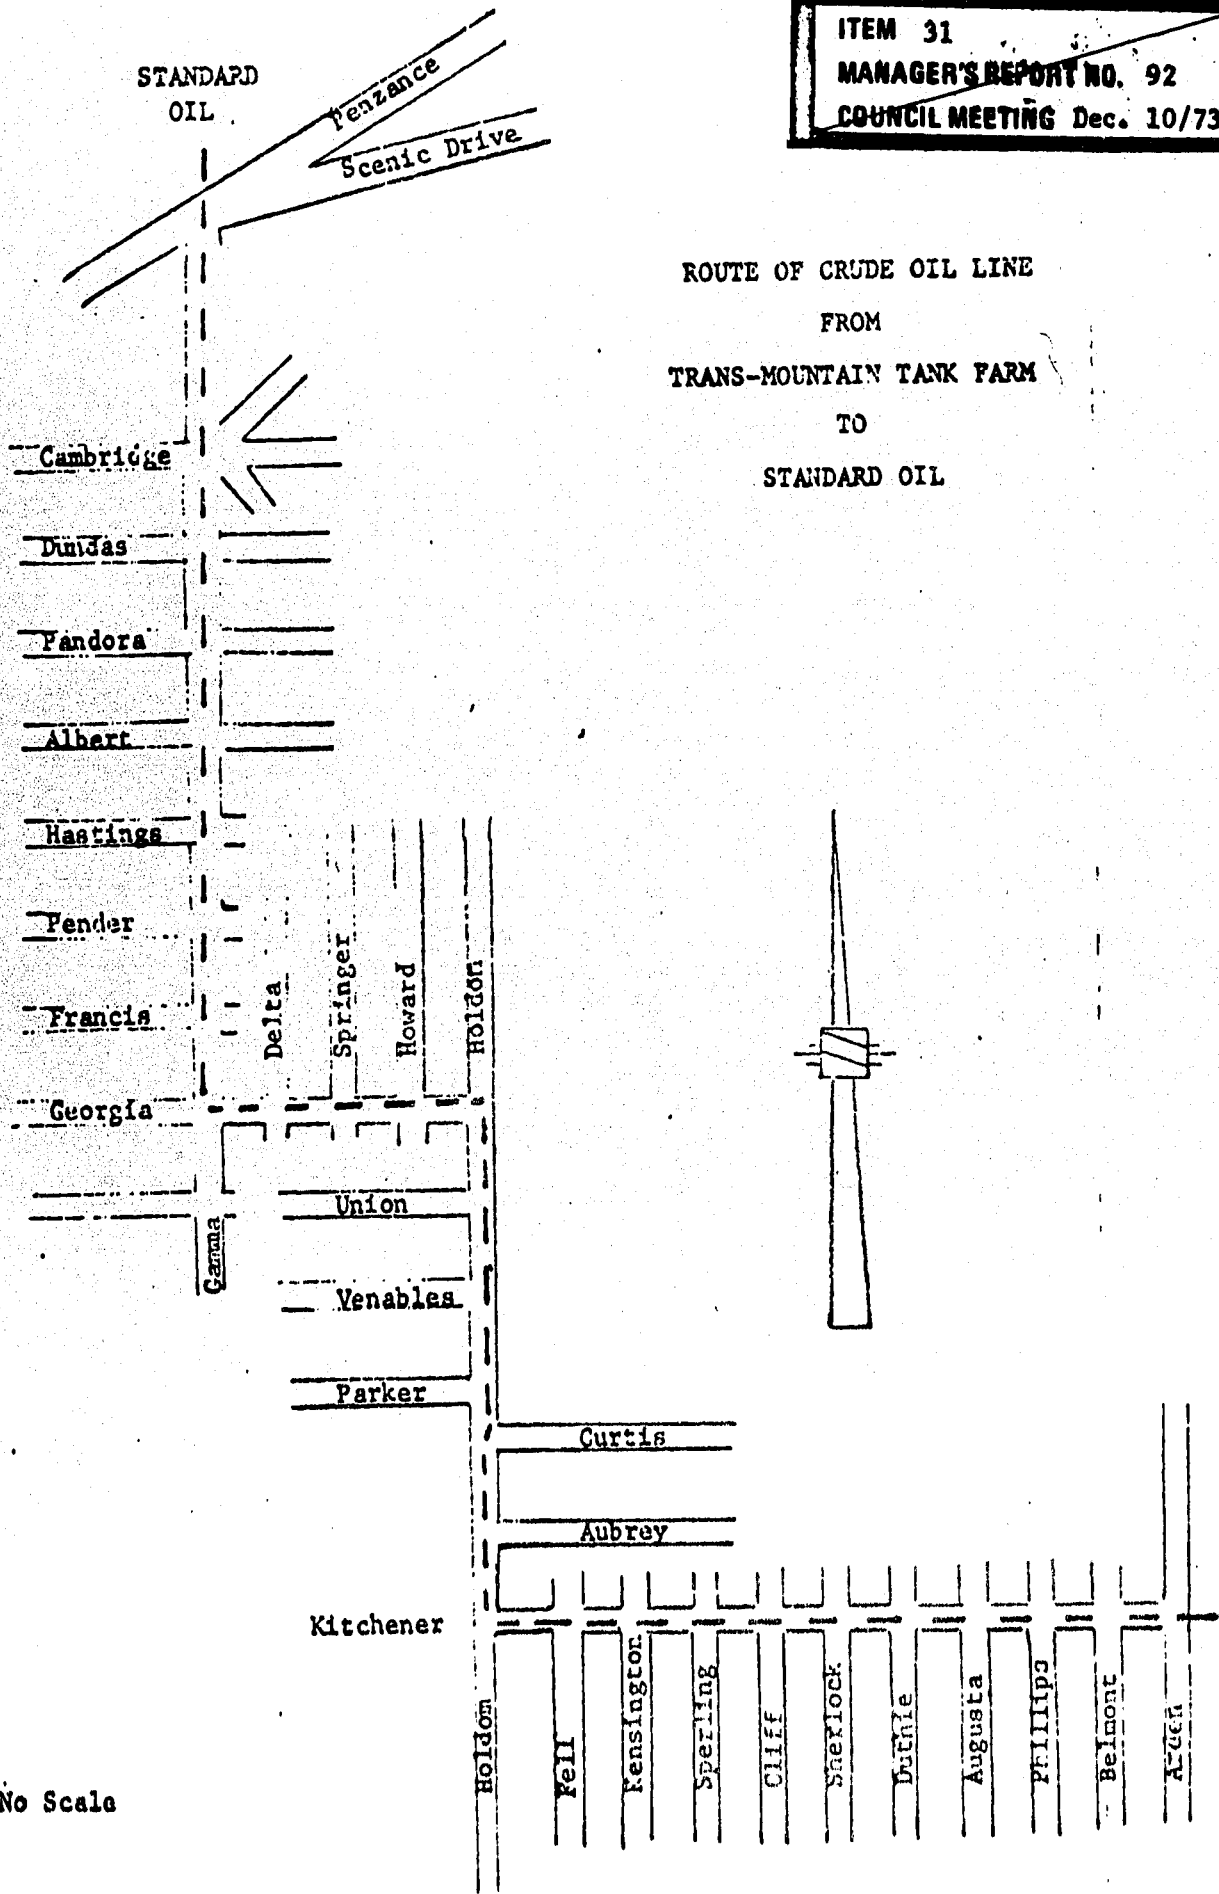 ITEM 31
MANAGER'S REPORT NO. 92
COUNCIL MEETING Dec. 10/73
STANDARD
OIL
Penzance
Scenic Drive
ROUTE OF CRUDE OIL LINE
FROM
TRANS-MOUNTAIN TANK FARM
TO
STANDARD OIL
Cambridge
Dundas
Pandora
Albert
Hastings
Pender
Francis
Georgia
Delta
Springer
Howard
Holdon
Union
Gamma
Venables
Parker
Curtis
Aubrey
Kitchener
Holdom
Fell
Kensington
Sperling
Cliff
Sherlock
Duthie
Augusta
Phillips
Belmont
Arden
No Scale